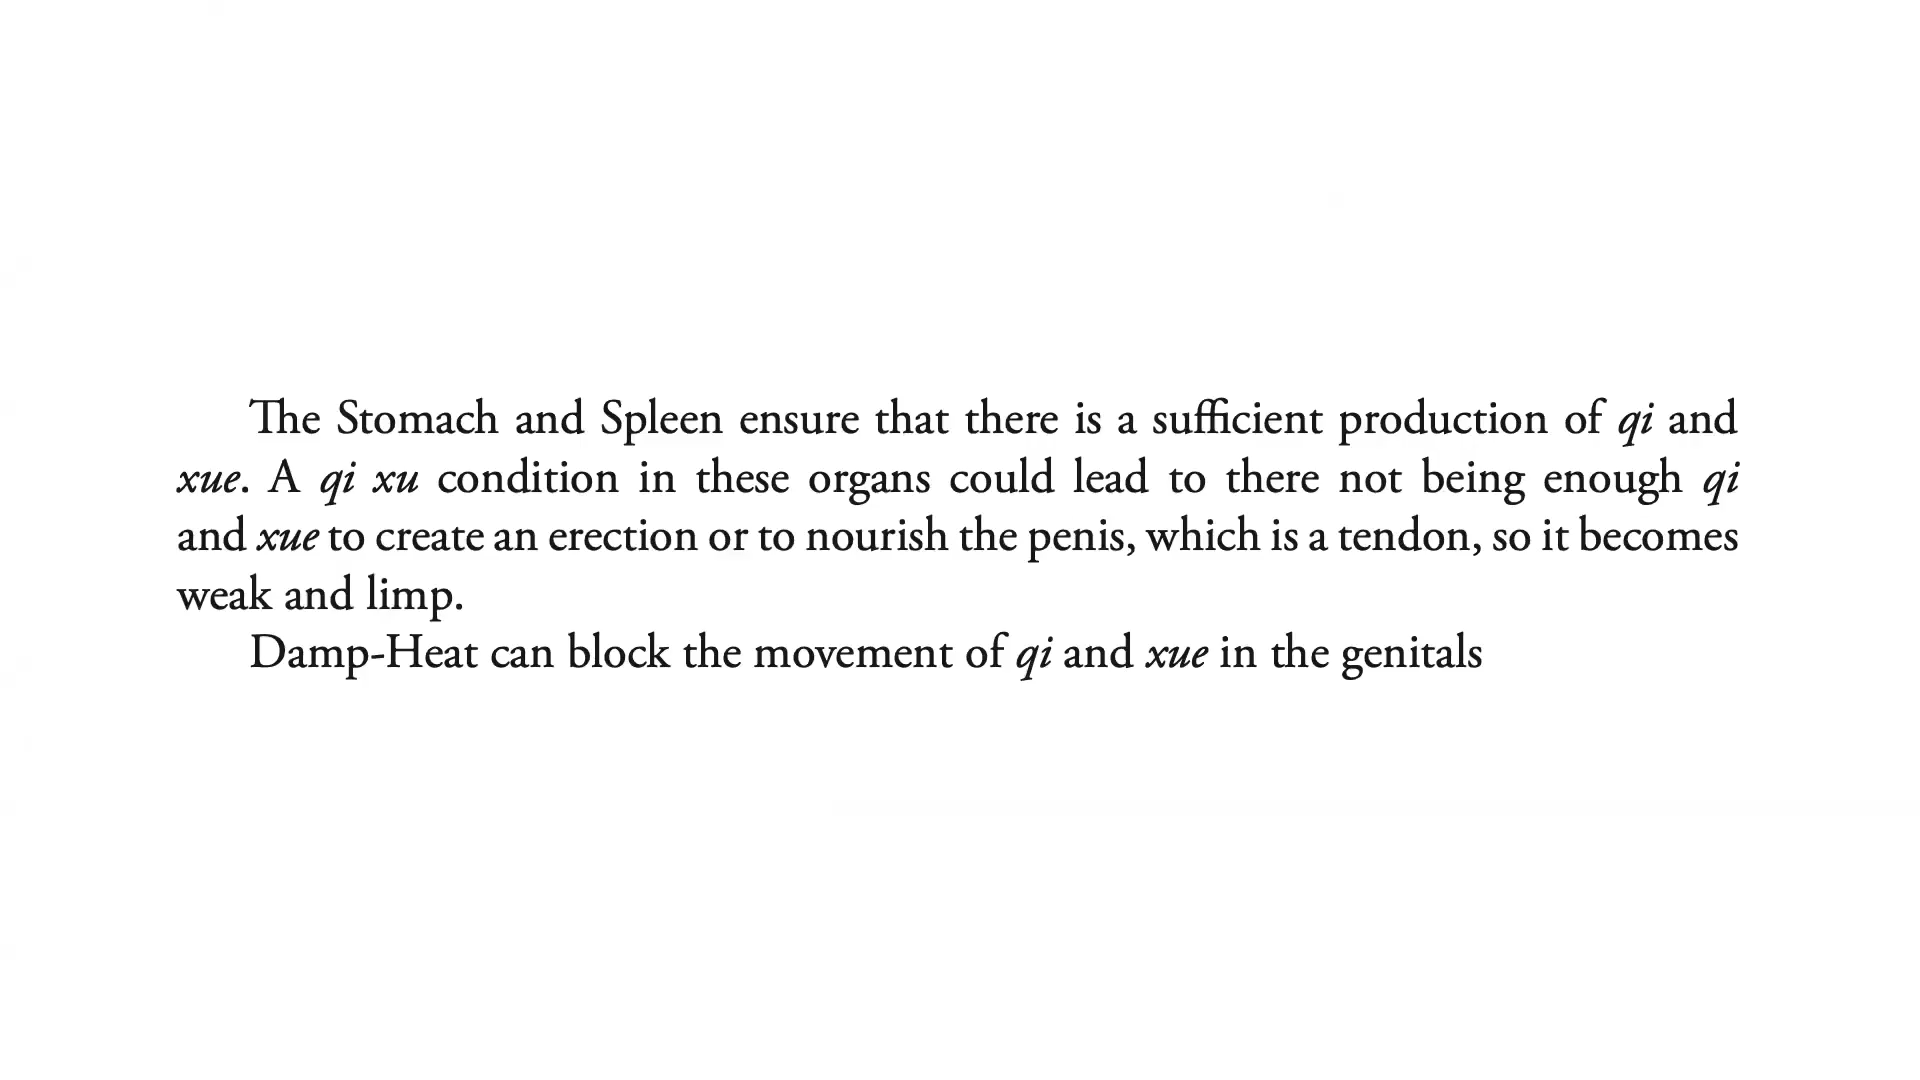 The Stomach and Spleen ensure that there is a sufficient production of qi and
xue. A qi xu condition in these organs could lead to there not being enough qi
and xue to create an erection or to nourish the penis, which is a tendon, so it becomes
weak and limp.
Damp-Heat can block the movement of qi and xue in the genitals